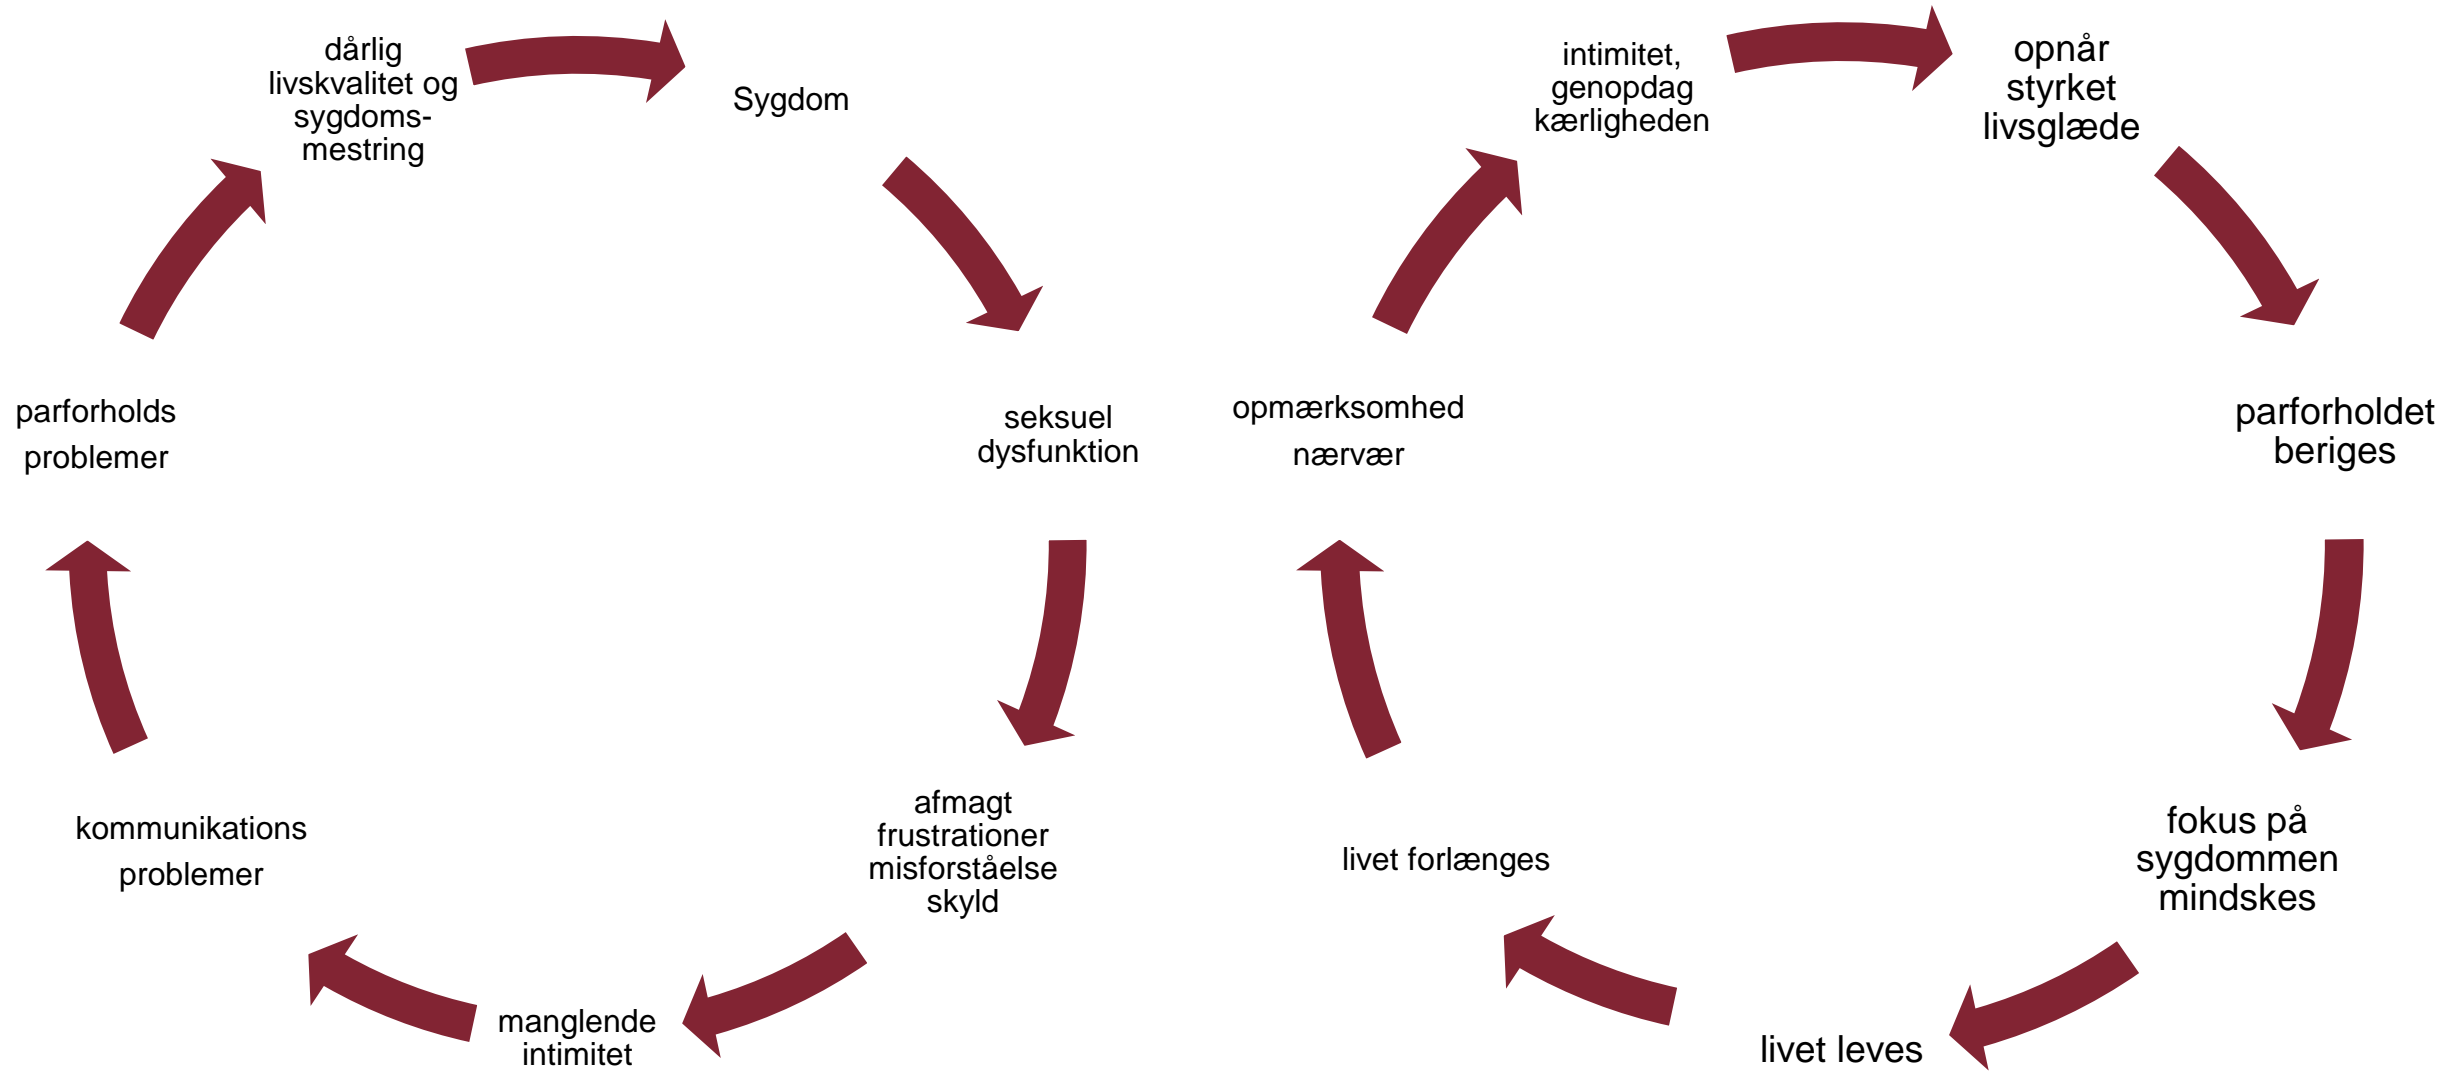 dårlig
livskvalitet og
sygdoms-
mestring
Sygdom
seksuel
dysfunktion
afmagt
frustrationer
misforståelse
skyld
manglende
intimitet
kommunikations
problemer
parforholds
problemer
intimitet,
genopdag
kærligheden
opnår
styrket
livsglæde
parforholdet
beriges
fokus på
sygdommen
mindskes
livet leves
livet forlænges
opmærksomhed
nærvær